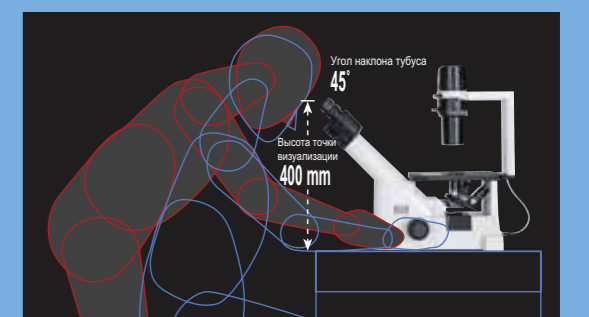 Угол наклона тубуса
45°
Высота точки
визуализации
400 mm